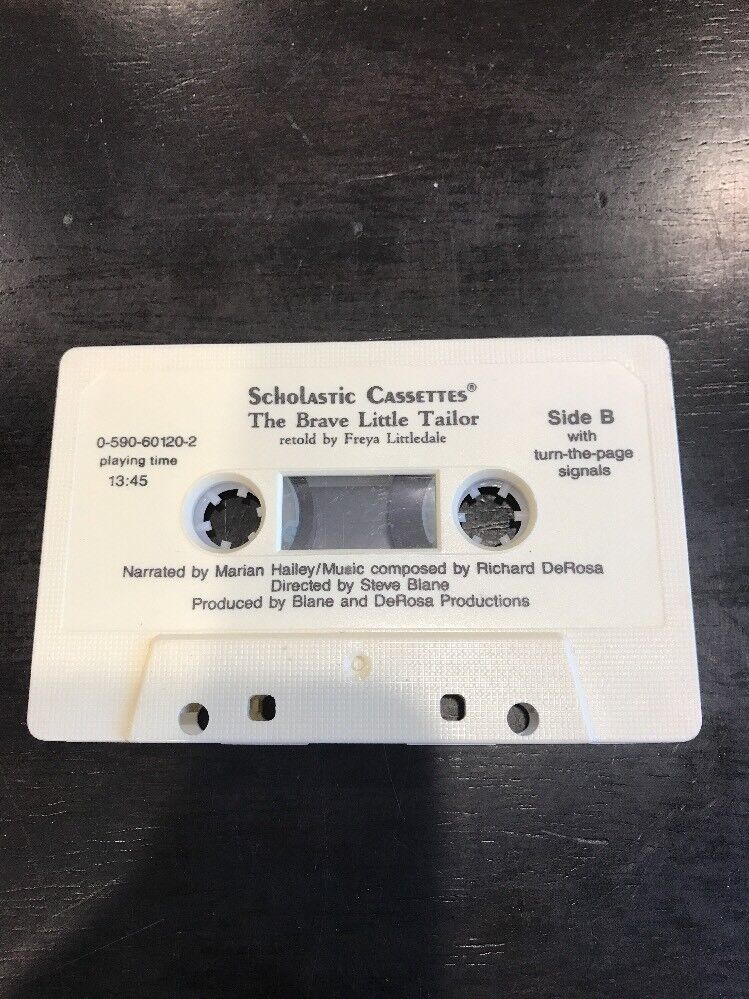 Scholastic Cassettes®
The Brave Little Tailor
retold by Freya Littledale
0-590-60120-2
playing time
13:45
Side B
with
turn-the-page
signals
Narrated by Marian Hailey/Music composed by Richard DeRosa
Directed by Steve Blane
Produced by Blane and DeRosa Productions